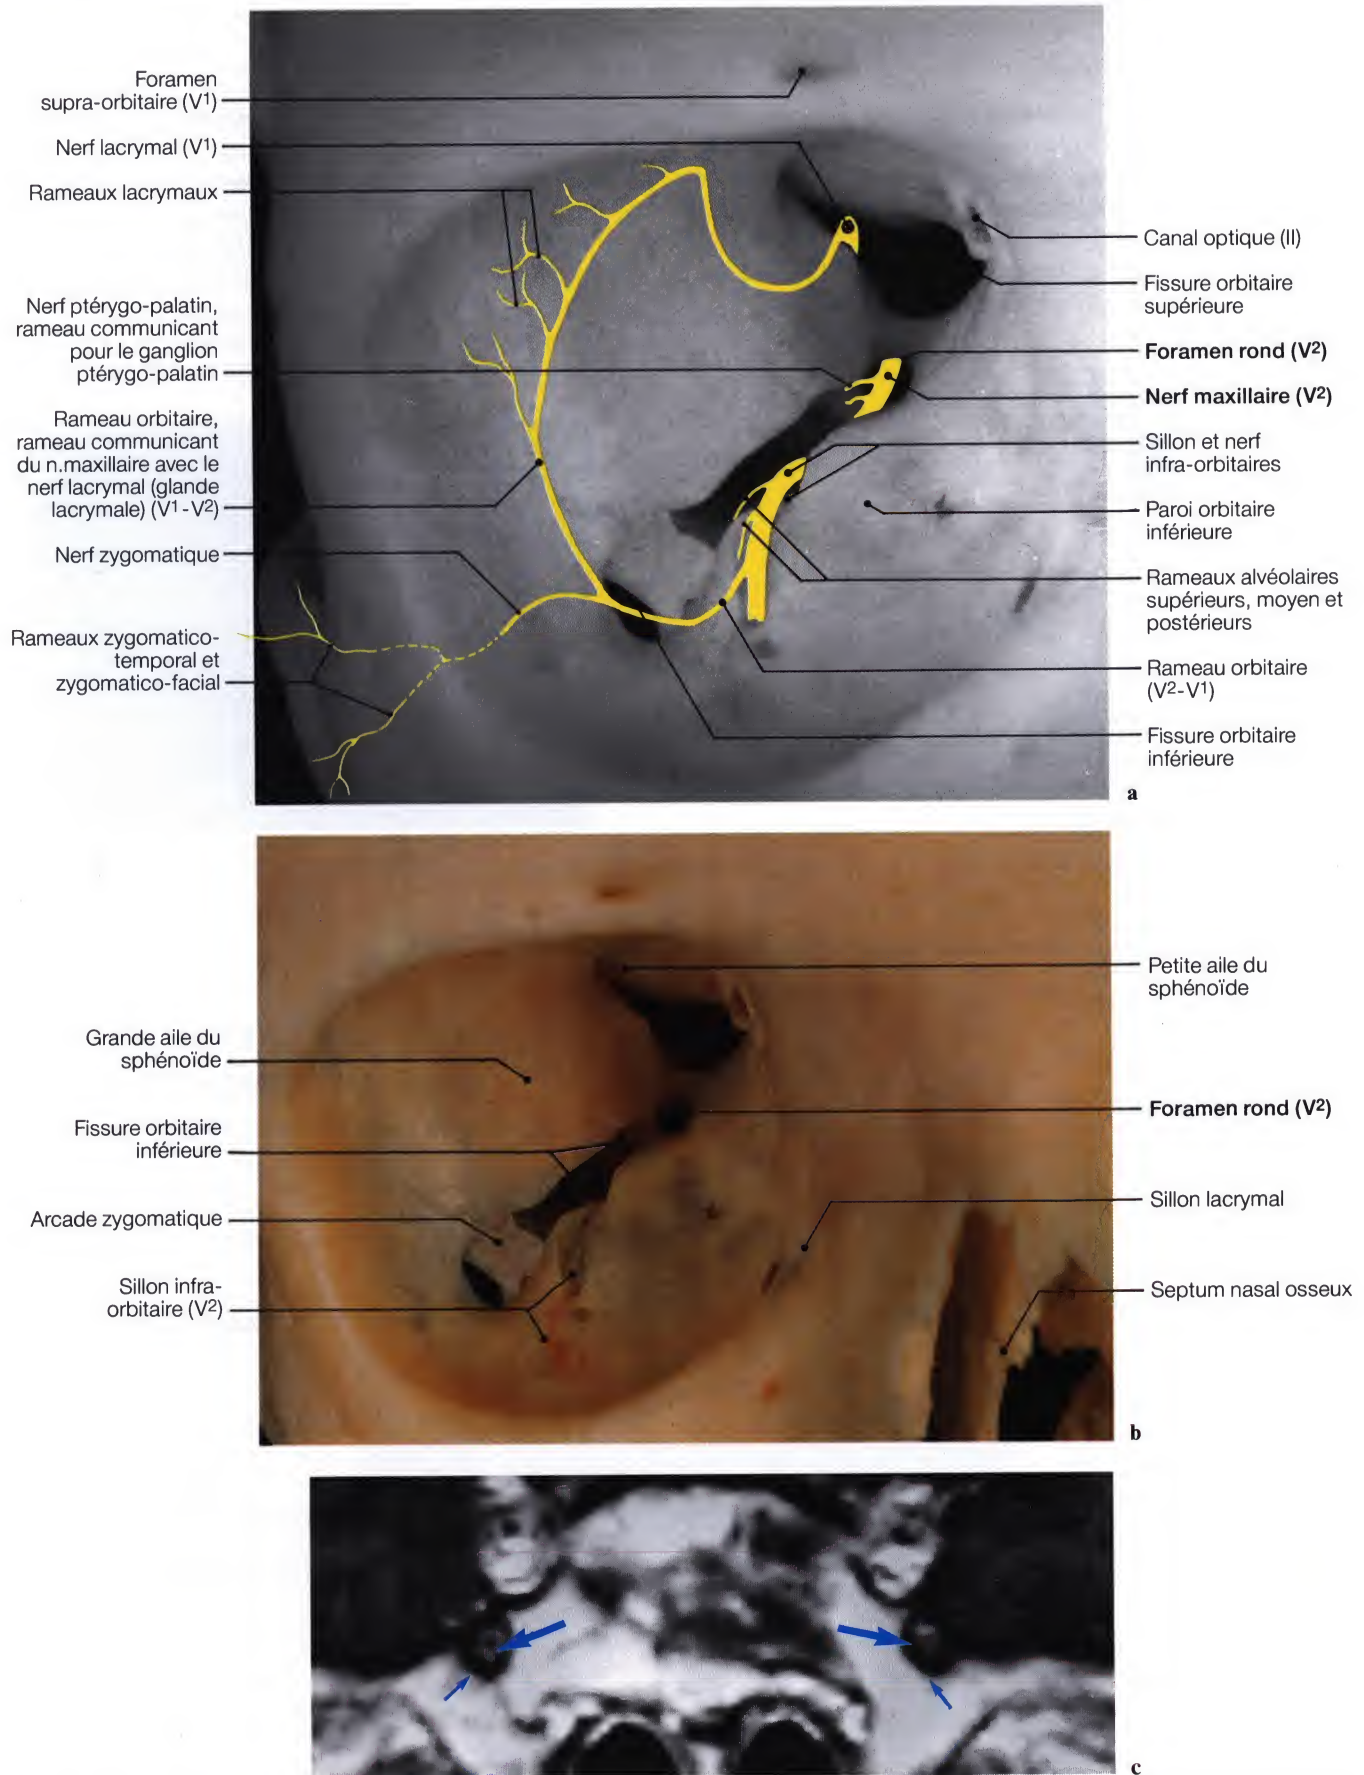 Foramen
supra-orbitaire (V1)
Nerf lacrymal (V1)
Rameaux lacrymaux
Nerf ptérygo-palatin,
rameau communicant
pour le ganglion
ptérygo-palatin
Rameau orbitaire,
rameau communicant
du n.maxillaire avec le
nerf lacrymal (glande
lacrymale) (V1-V2)
Nerf zygomatique
Rameaux zygomatico-
temporal et
zygomatico-facial
Canal optique (II)
Fissure orbitaire
supérieure
Foramen rond (V2)
Nerf maxillaire (V2)
Sillon et nerf
infra-orbitaires
Paroi orbitaire
inférieure
Rameaux alvéolaires
supérieurs, moyen et
postérieurs
Rameau orbitaire
(V2-V1)
Fissure orbitaire
inférieure
a
Grande aile du
sphénoïde
Fissure orbitaire
inférieure
Arcade zygomatique
Sillon infra-
orbitaire (V2)
Petite aile du
sphénoïde
Foramen rond (V2)
Sillon lacrymal
Septum nasal osseux
b
c